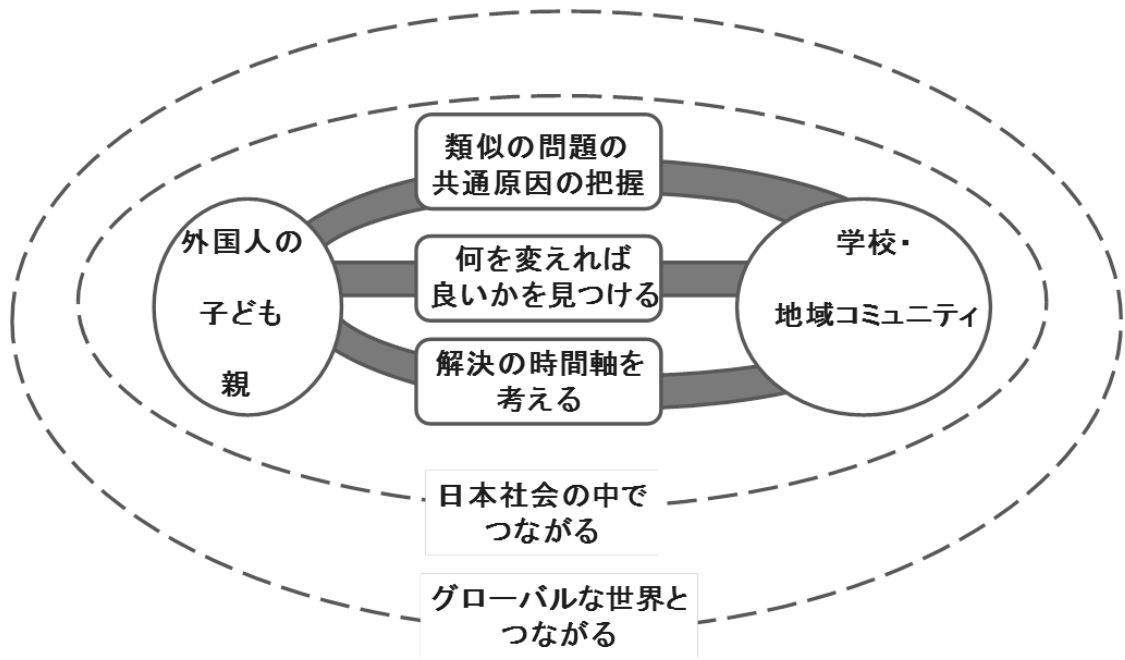 類似の問題の
共通原因の把握
外国人の
子ども
親
何を変えれば
良いかを見つける
学校・
地域コミュニティ
解決の時間軸を
考える
日本社会の中で
つながる
グローバルな世界と
つながる